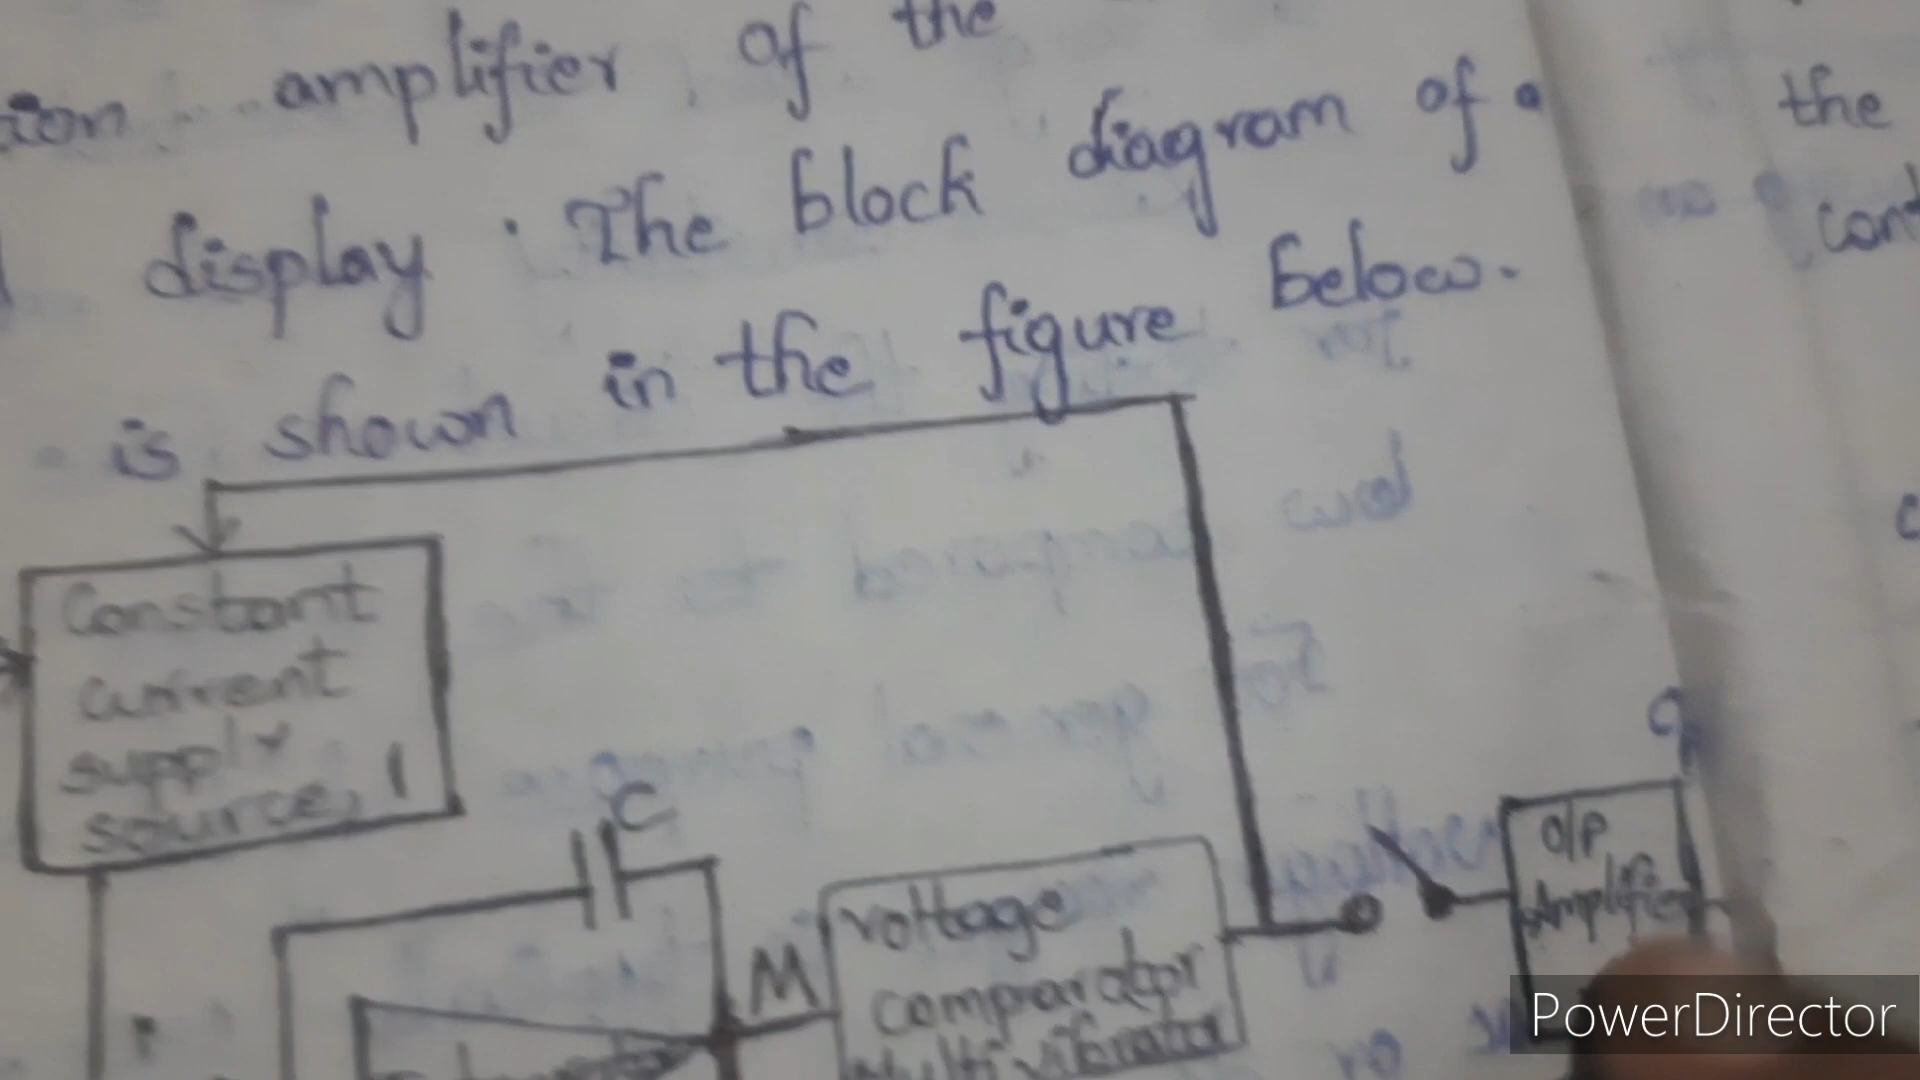 amplifier of the
display. The block diagram of a
is shown in the figure below.
the
Constant
current
supply
source, I
C
M
voltage
comparator
Multivibrator
O/P
Amplifier
PowerDirector